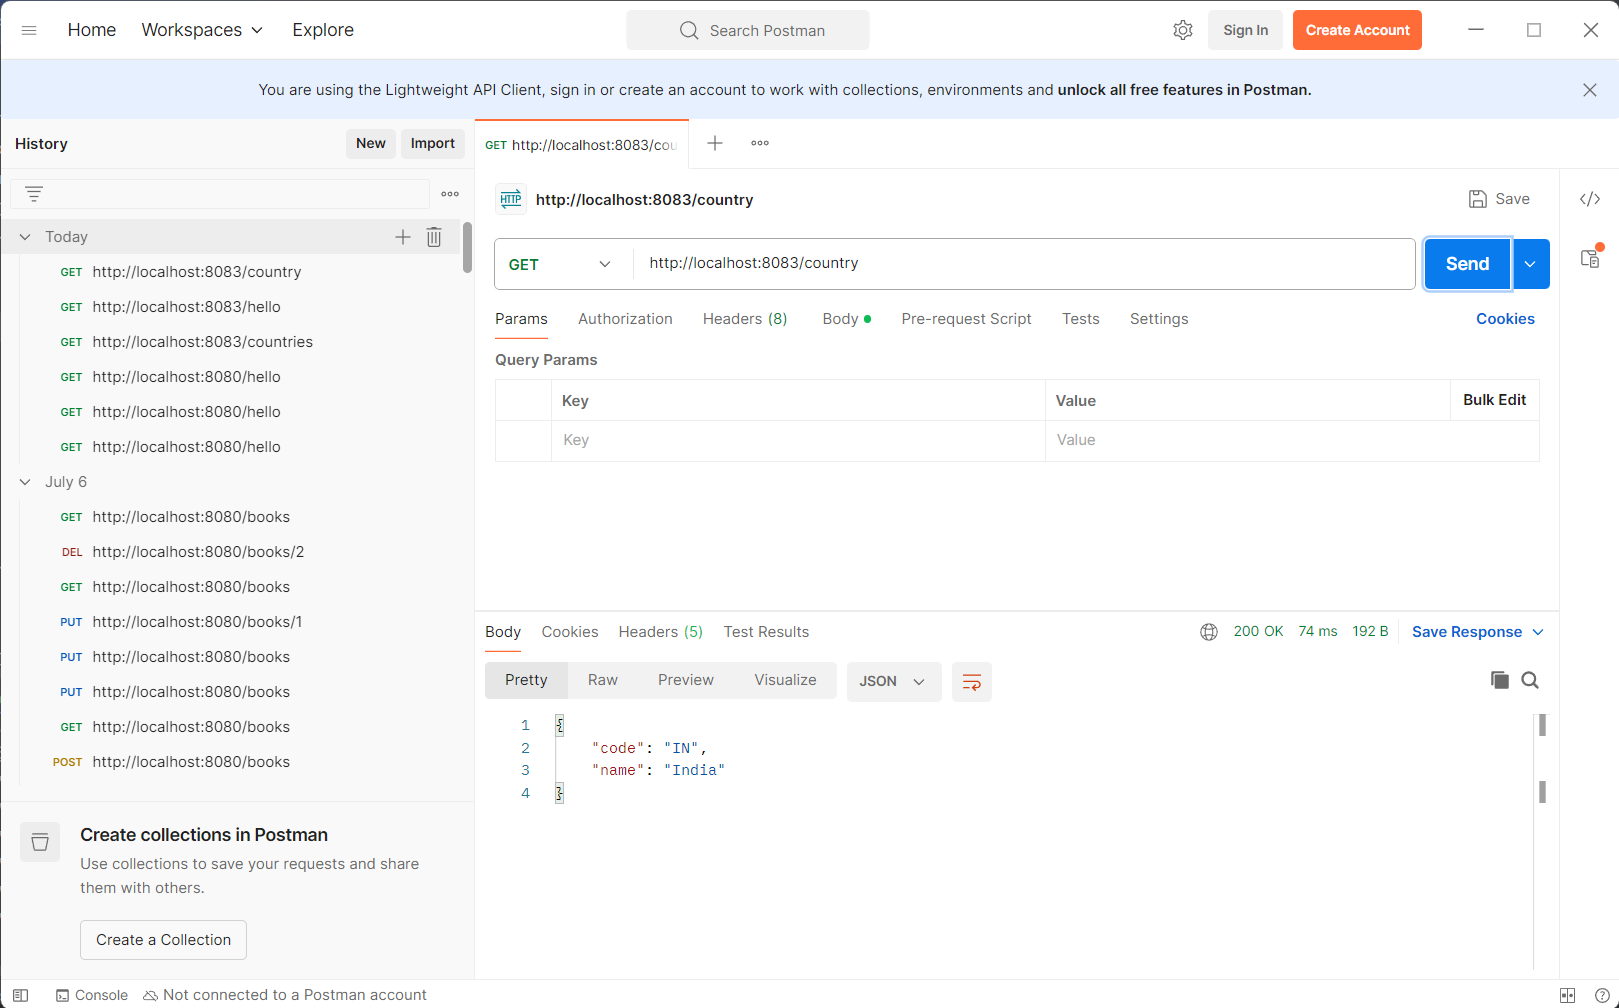 Home Workspaces Explore Search Postman Sign In Create Account
You are using the Lightweight API Client, sign in or create an account to work with collections, environments and unlock all free features in Postman.
History New Import
Today
GET http://localhost:8083/country
GET http://localhost:8083/hello
GET http://localhost:8083/countries
GET http://localhost:8080/hello
GET http://localhost:8080/hello
GET http://localhost:8080/hello
July 6
GET http://localhost:8080/books
DEL http://localhost:8080/books/2
GET http://localhost:8080/books
PUT http://localhost:8080/books/1
PUT http://localhost:8080/books
PUT http://localhost:8080/books
GET http://localhost:8080/books
POST http://localhost:8080/books
Create collections in Postman
Use collections to save your requests and share
them with others.
Create a Collection
GET http://localhost:8083/cou
HTTP http://localhost:8083/country Save
GET http://localhost:8083/country Send
Params Authorization Headers (8) Body Pre-request Script Tests Settings Cookies
Query Params
Key Value Bulk Edit
Key Value
Body Cookies Headers (5) Test Results 200 OK 74 ms 192 B Save Response
Pretty Raw Preview Visualize JSON
1 {
2 "code": "IN",
3 "name": "India"
4 }
Console Not connected to a Postman account